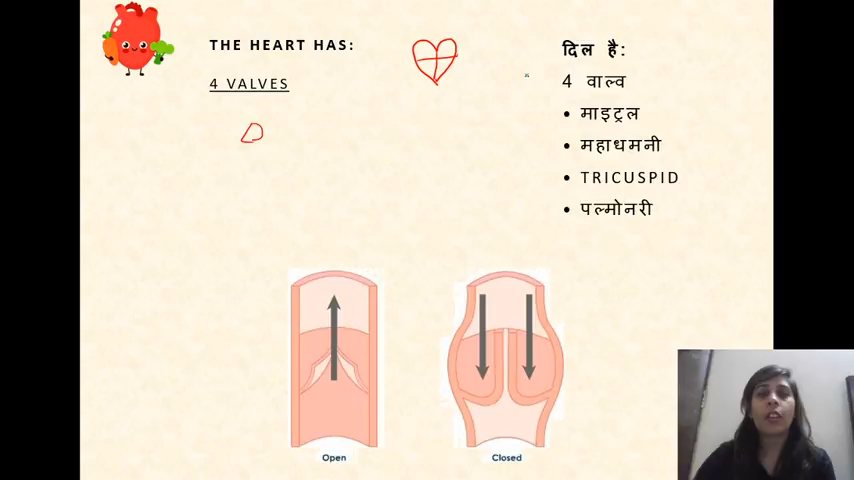 THE HEART HAS:
4 VALVES
दिल है:
4 वाल्व
• माइट्रल
• महाधमनी
• TRICUSPID
• पल्मोनरी
Open
Closed